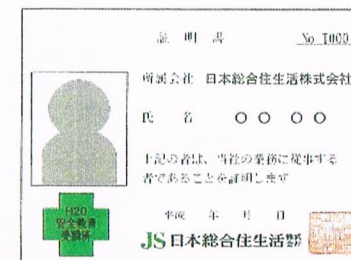 証明書
No 1000
所属会社 日本総合住生活株式会社
氏名 ○○○○
上記の者は、当社の業務に従事する
者であることを証明します
平成 年 月 日
H20
安全教育
受講済
JS 日本総合住生活株式会社